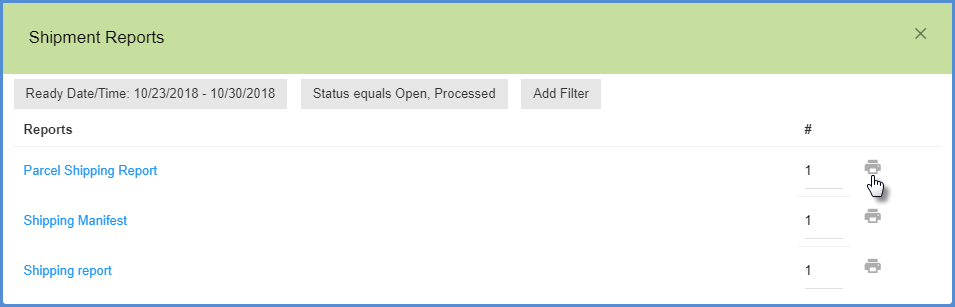 Shipment Reports
Ready Date/Time: 10/23/2018 - 10/30/2018 Status equals Open, Processed Add Filter
Reports #
Parcel Shipping Report 1
Shipping Manifest 1
Shipping report 1